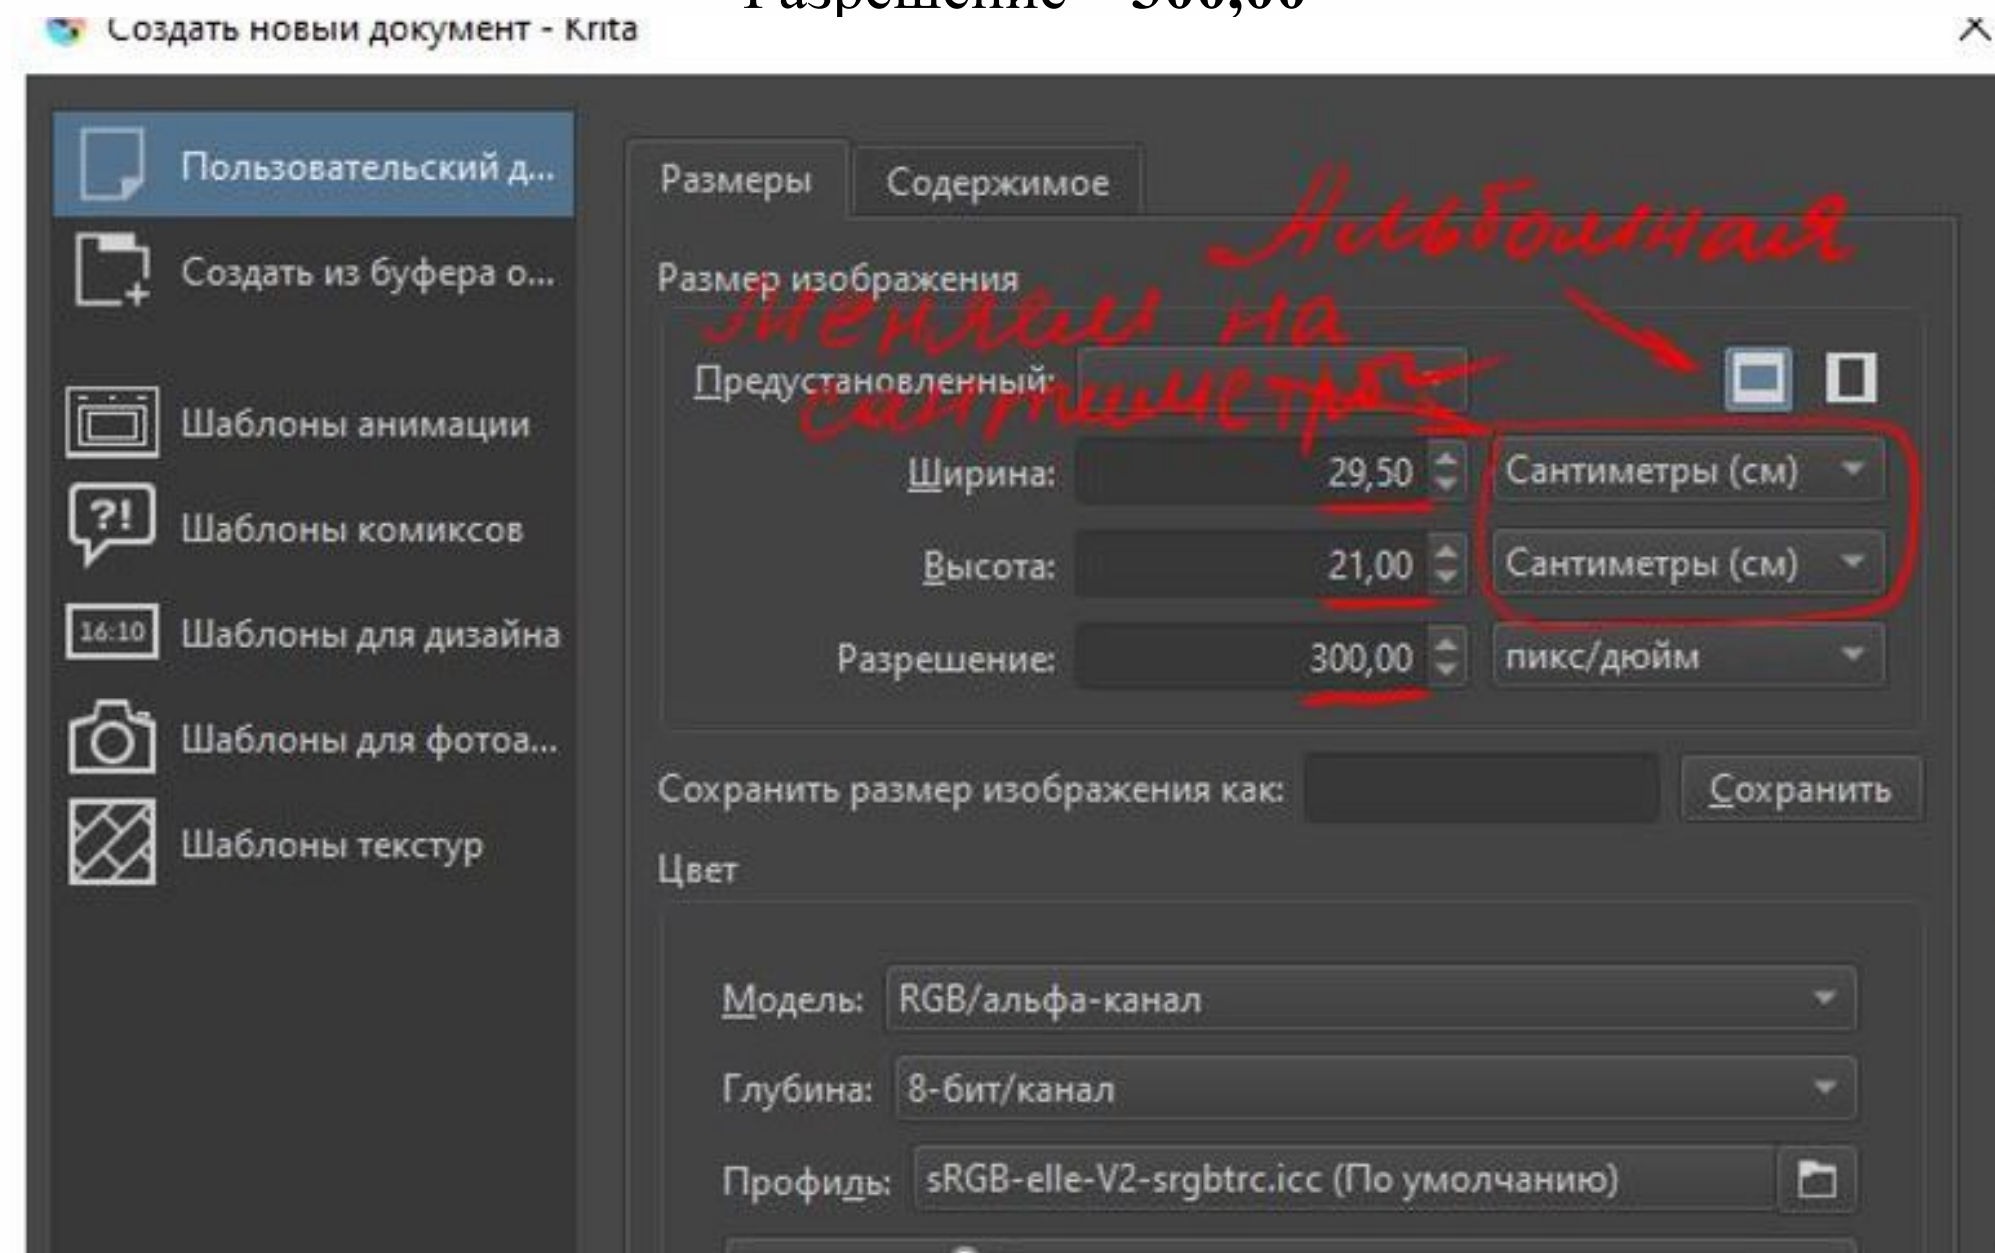 Разрешение – 300,00
Создать новый документ - Krita
Пользовательский д...
Создать из буфера о...
Шаблоны анимации
?!
Шаблоны комиксов
16:10
Шаблоны для дизайна
Шаблоны для фотоа...
Шаблоны текстур
Размеры
Содержимое
Альбомная
Размер изображения
Меняем на
сантиметры
Предустановленный:
Ширина: 29,50 Сантиметры (см)
Высота: 21,00 Сантиметры (см)
Разрешение: 300,00 пикс/дюйм
Сохранить размер изображения как: Сохранить
Цвет
Модель: RGB/альфа-канал
Глубина: 8-бит/канал
Профиль: sRGB-elle-V2-srgbtrc.icc (По умолчанию)